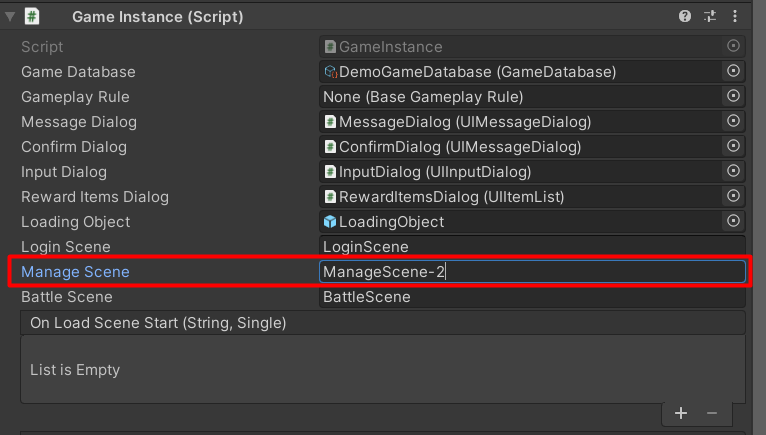 Game Instance (Script)
Script GameInstance
Game Database DemoGameDatabase (GameDatabase)
Gameplay Rule None (Base Gameplay Rule)
Message Dialog MessageDialog (UIMessageDialog)
Confirm Dialog ConfirmDialog (UIMessageDialog)
Input Dialog InputDialog (UIInputDialog)
Reward Items Dialog RewardItemsDialog (UIItemList)
Loading Object LoadingObject
Login Scene LoginScene
Manage Scene ManageScene-2
Battle Scene BattleScene
On Load Scene Start (String, Single)
List is Empty